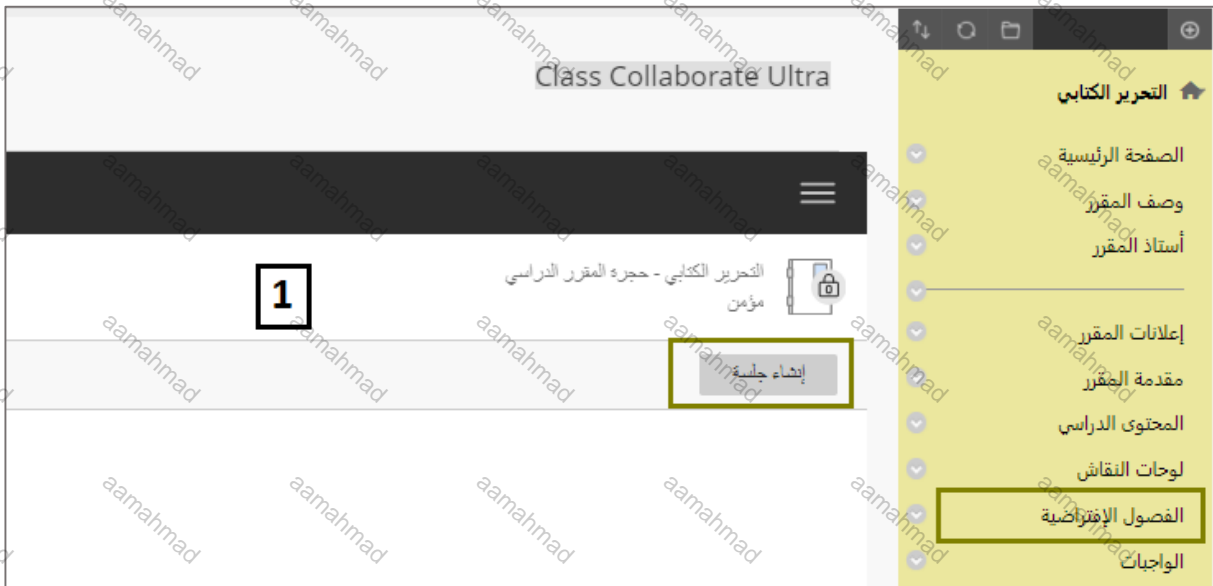 Class Collaborate Ultra
التحرير الكتابي - حجرة المقرر الدراسي
مؤمن
1
إنشاء جلسة
التحرير الكتابي
الصفحة الرئيسية
وصف المقرر
أستاذ المقرر
إعلانات المقرر
مقدمة المقرر
المحتوى الدراسي
لوحات النقاش
الفصول الإفتراضية
الواجبات
aamahmad